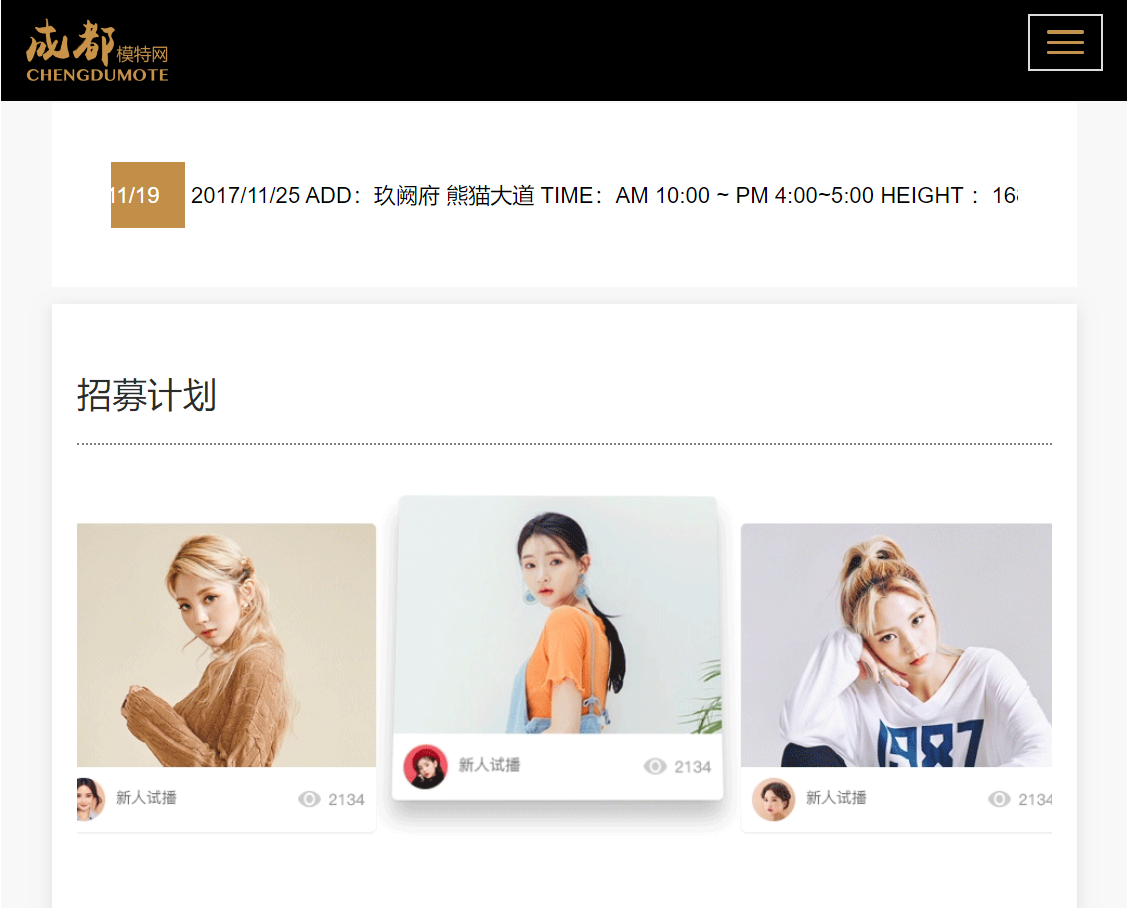 成都模特网
CHENGDUMOTE
11/19 2017/11/25 ADD：玖阙府 熊猫大道 TIME：AM 10:00 ~ PM 4:00~5:00 HEIGHT ：16
招募计划
1987
新人试播 2134
新人试播 2134
新人试播 2134